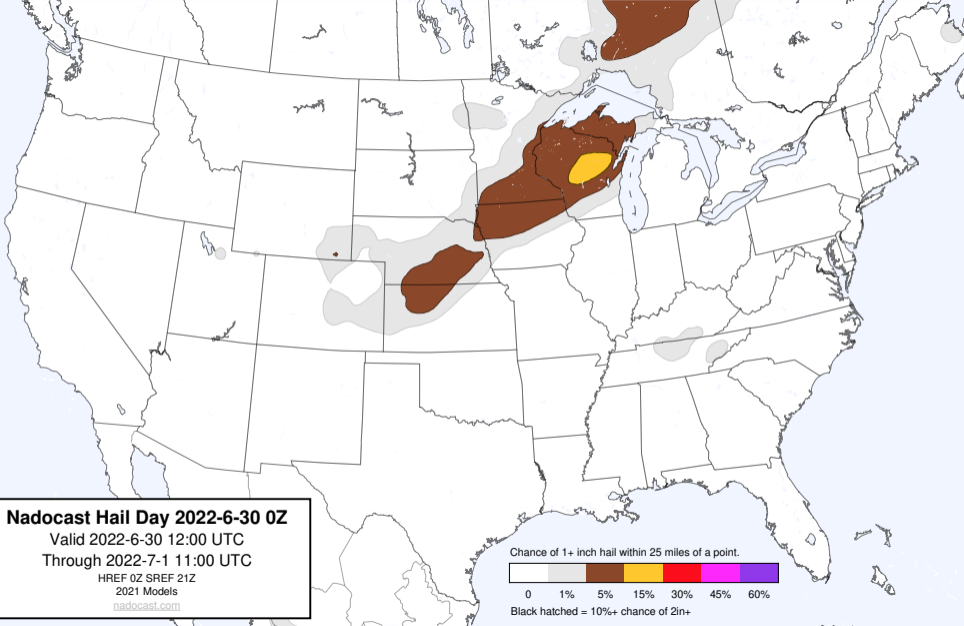 Nadocast Hail Day 2022-6-30 0Z
Valid 2022-6-30 12:00 UTC
Through 2022-7-1 11:00 UTC
HREF 0Z SREF 21Z
2021 Models
nadocast.com
Chance of 1+ inch hail within 25 miles of a point.
0 1% 5% 15% 30% 45% 60%
Black hatched = 10%+ chance of 2in+